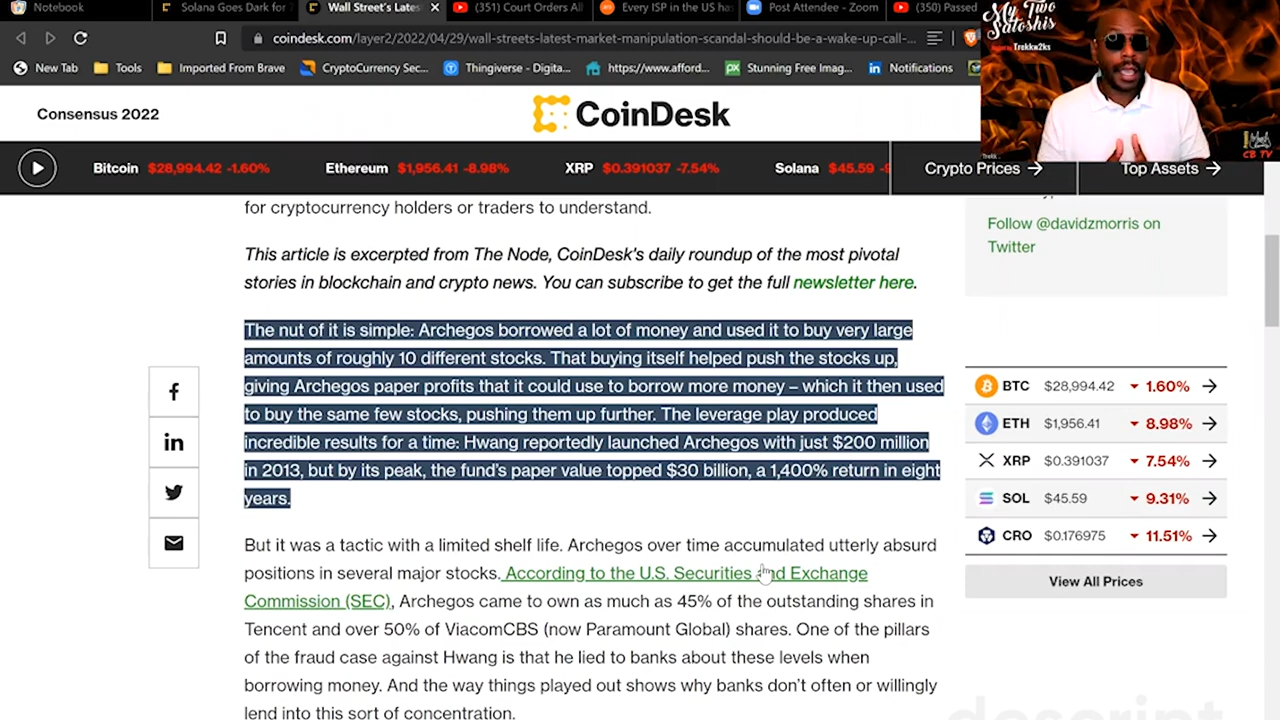 Notebook
Solana Goes Dark for 7
Wall Street's Lates
(351) Court Orders All
Every ISP in the US ha
Post Attendee - Zoom
(350) Passed
coindesk.com/layer2/2022/04/29/wall-streets-latest-market-manipulation-scandal-should-be-a-wake-up-call-...
New Tab
Tools
Imported From Brave
CryptoCurrency Sec...
Thingiverse - Digita...
https://www.afford...
Stunning Free Imag...
Notifications
My Two
Satoshis
Trekkw2ks
CB TV
Consensus 2022
CoinDesk
Bitcoin $28,994.42 -1.60%
Ethereum $1,956.41 -8.98%
XRP $0.391037 -7.54%
Solana $45.59 -9
Crypto Prices
Top Assets
for cryptocurrency holders or traders to understand.
This article is excerpted from The Node, CoinDesk's daily roundup of the most pivotal
stories in blockchain and crypto news. You can subscribe to get the full newsletter here.
The nut of it is simple: Archegos borrowed a lot of money and used it to buy very large
amounts of roughly 10 different stocks. That buying itself helped push the stocks up,
giving Archegos paper profits that it could use to borrow more money – which it then used
to buy the same few stocks, pushing them up further. The leverage play produced
incredible results for a time: Hwang reportedly launched Archegos with just $200 million
in 2013, but by its peak, the fund's paper value topped $30 billion, a 1,400% return in eight
years.
But it was a tactic with a limited shelf life. Archegos over time accumulated utterly absurd
positions in several major stocks. According to the U.S. Securities and Exchange
Commission (SEC), Archegos came to own as much as 45% of the outstanding shares in
Tencent and over 50% of ViacomCBS (now Paramount Global) shares. One of the pillars
of the fraud case against Hwang is that he lied to banks about these levels when
borrowing money. And the way things played out shows why banks don't often or willingly
lend into this sort of concentration.
Follow @davidzmorris on
Twitter
BTC $28,994.42 1.60%
ETH $1,956.41 8.98%
XRP $0.391037 7.54%
SOL $45.59 9.31%
CRO $0.176975 11.51%
View All Prices
descript